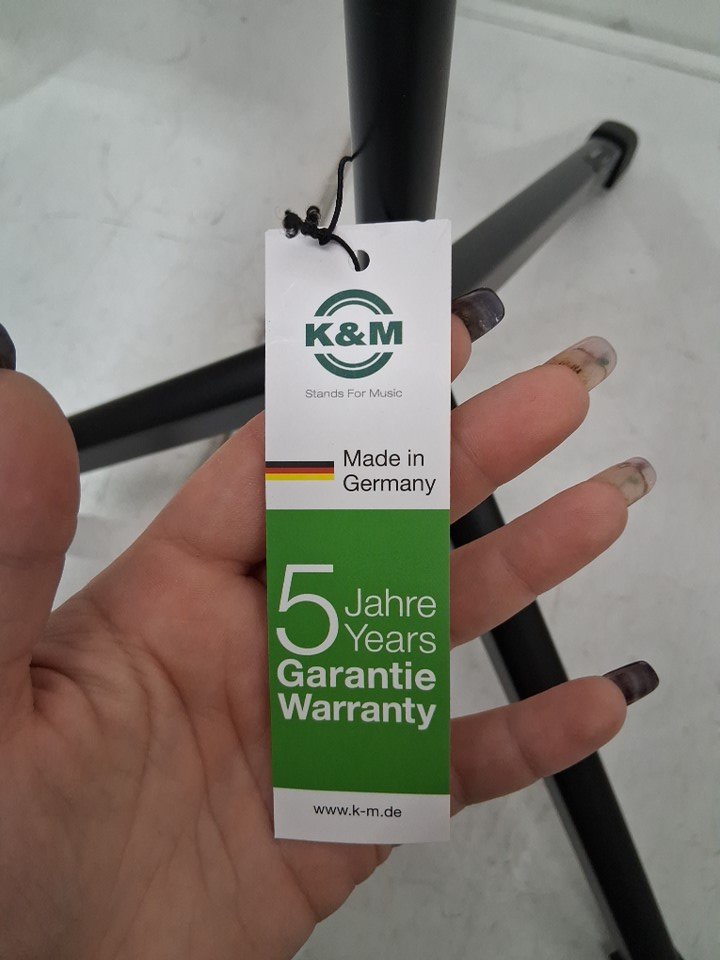 K&M
Stands For Music
Made in
Germany
5 Jahre
Years
Garantie
Warranty
www.k-m.de